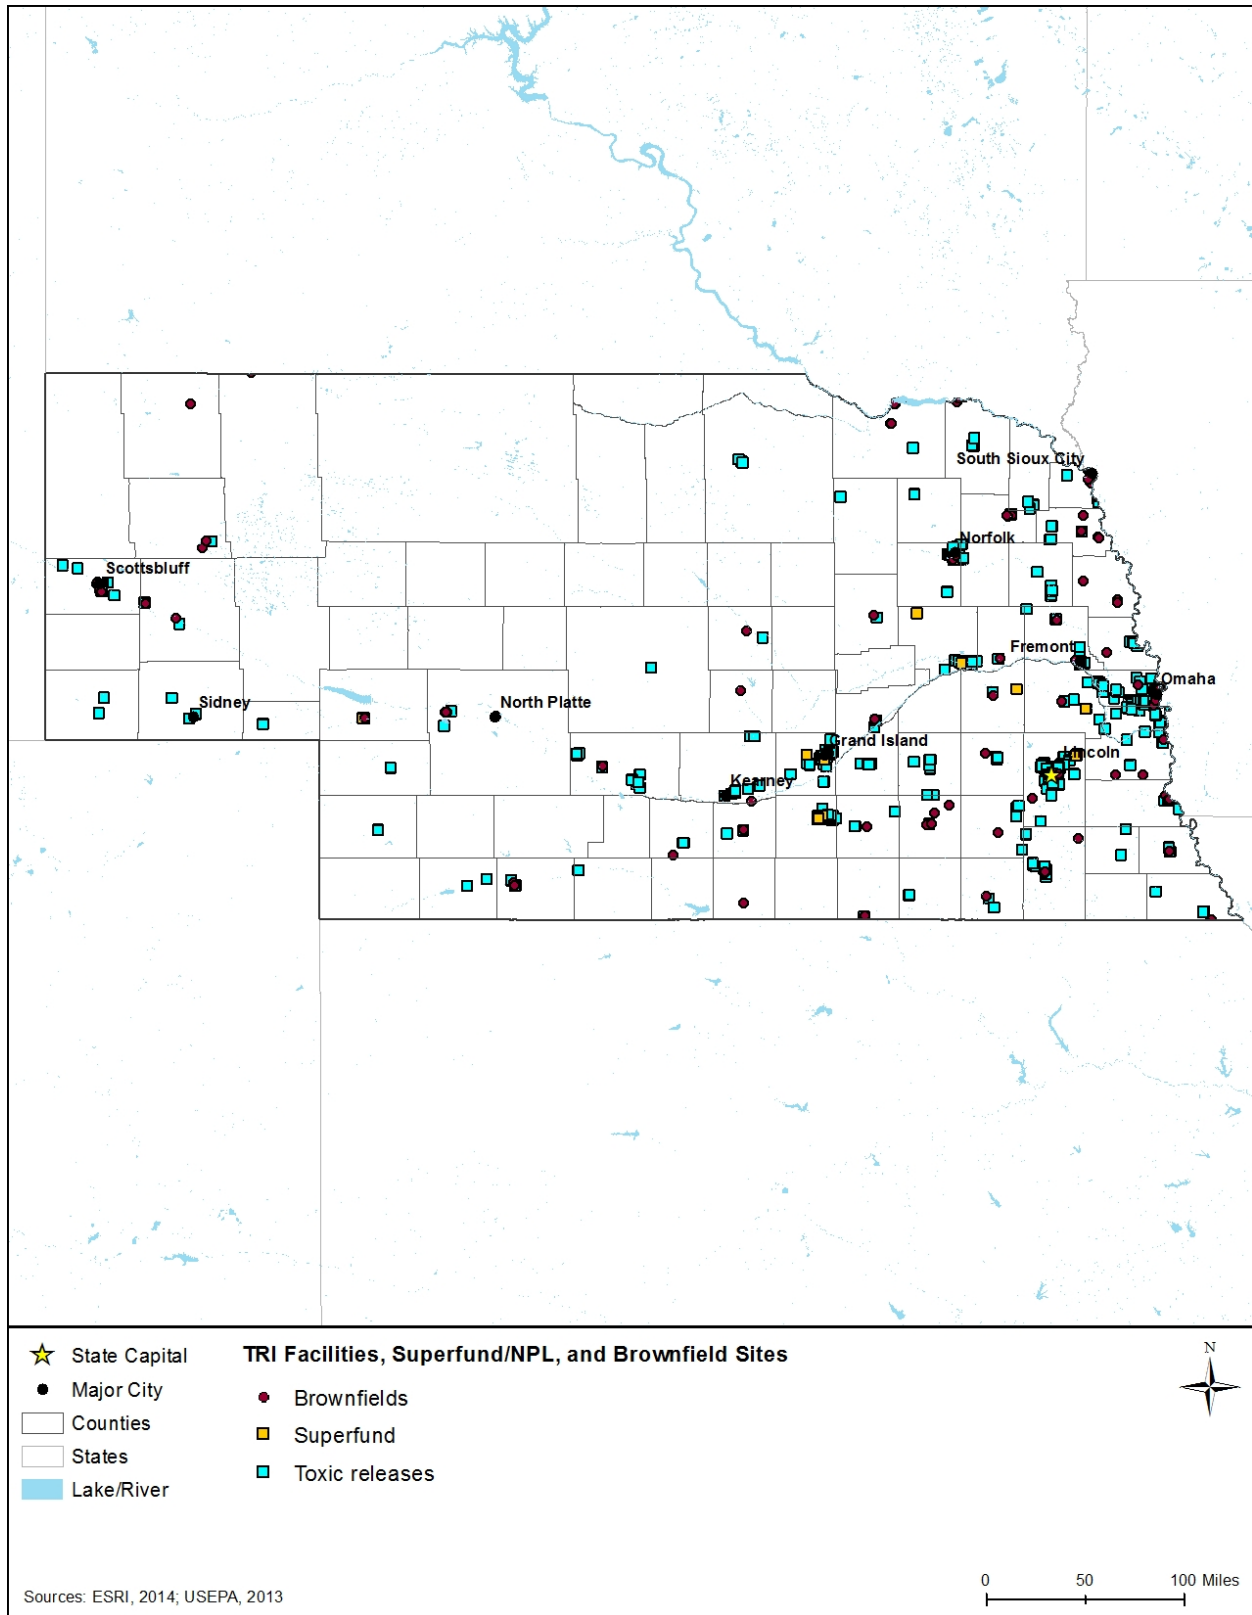 South Sioux City
Norfolk
Scottsbluff
Fremont
Omaha
Sidney
North Platte
Grand Island
Lincoln
Kearney
State Capital
Major City
Counties
States
Lake/River
TRI Facilities, Superfund/NPL, and Brownfield Sites
Brownfields
Superfund
Toxic releases
N
Sources: ESRI, 2014; USEPA, 2013
0 50 100 Miles